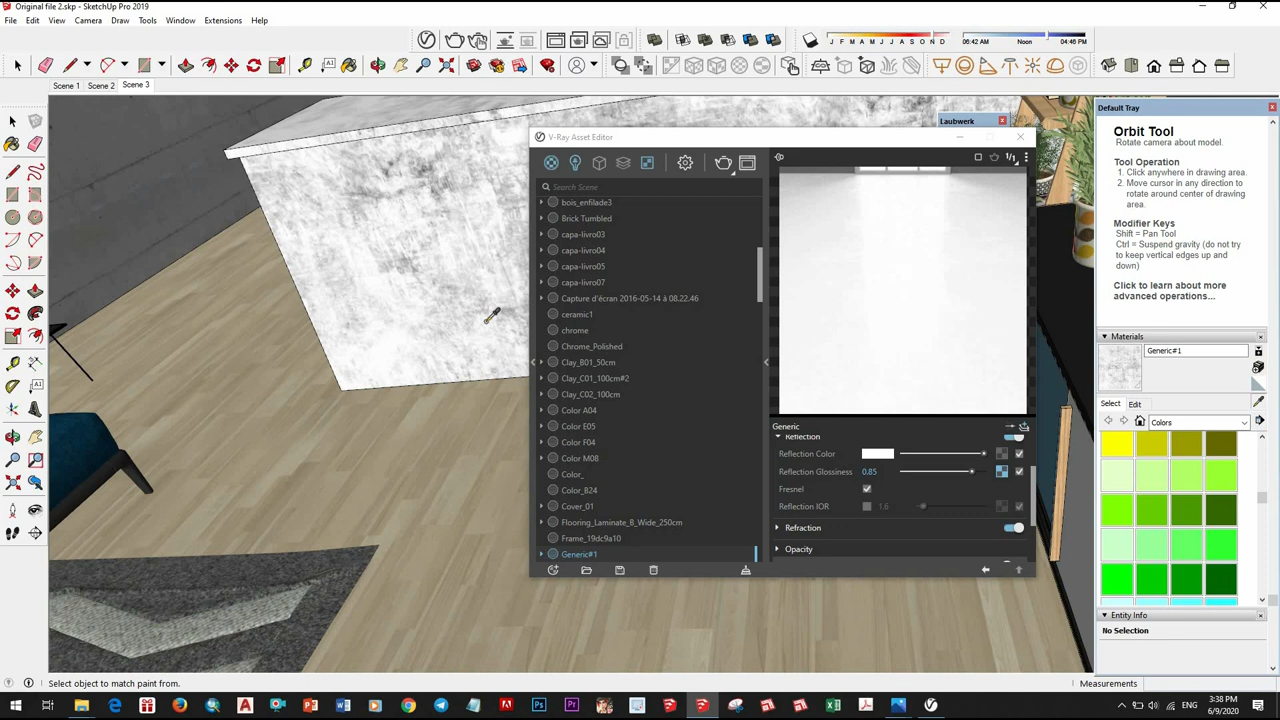 Original file 2.skp - SketchUp Pro 2019
File Edit View Camera Draw Tools Window Extensions Help
J F M A M J J A S O N D
06:42 AM Noon 04:46 PM
Scene 1 Scene 2 Scene 3
Default Tray
Laubwerk
Orbit Tool
Rotate camera about model.
Tool Operation
1. Click anywhere in drawing area.
2. Move cursor in any direction to rotate around center of drawing area.
Modifier Keys
Shift = Pan Tool
Ctrl = Suspend gravity (do not try to keep vertical edges up and down)
Click to learn about more advanced operations...
V-Ray Asset Editor
Search Scene
bois_enfilade3
Brick Tumbled
capa-livro03
capa-livro04
capa-livro05
capa-livro07
Capture d'écran 2016-05-14 à 08.22.46
ceramic1
chrome
Chrome_Polished
Clay_B01_50cm
Clay_C01_100cm#2
Clay_C02_100cm
Color A04
Color E05
Color F04
Color M08
Color_
Color_B24
Cover_01
Flooring_Laminate_B_Wide_250cm
Frame_19dc9a10
Generic#1
1/1
Generic
Reflection
Reflection Color
Reflection Glossiness 0.85
Fresnel
Reflection IOR 1.6
Refraction
Opacity
Materials
Generic#1
Select Edit
Colors
Entity Info
No Selection
Select object to match paint from.
Measurements
ENG
3:38 PM
6/9/2020